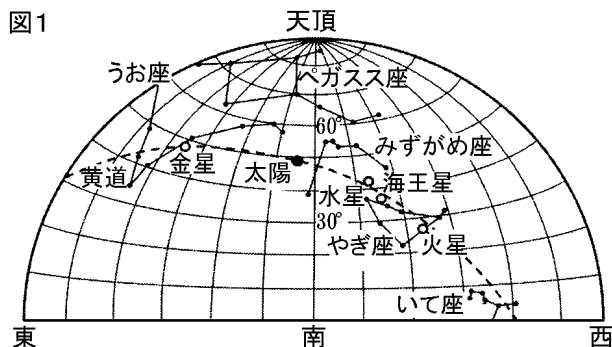 図1
天頂
うお座
ペガスス座
60°
みずがめ座
黄道
金星
太陽
水星
海王星
30°
やぎ座
火星
いて座
東
南
西